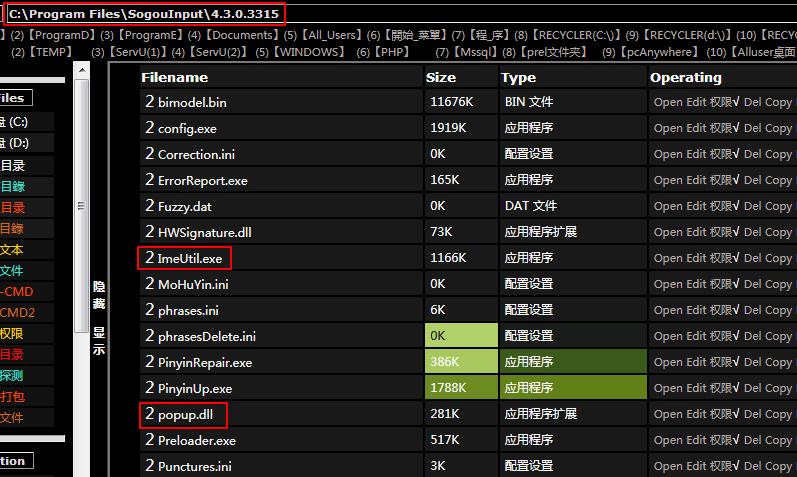 C:\Program Files\SogouInput\4.3.0.3315
】(2)【ProgramD】(3)【ProgramE】(4)【Documents】(5)【All_Users】(6)【開始_菜單】(7)【程_序】(8)【RECYCLER(C:\)】(9)【RECYCLER(d:\)】(10)【REC
(2)【TEMP】 (3)【ServU(1)】(4)【ServU(2)】 (5)【WINDOWS】 (6)【PHP】 (7)【Mssql】(8)【prel文件夹】 (9)【pcAnywhere】 (10)【Alluser桌面
Files
盘 (C:)
盘 (D:)
目录
目錄
目录
目録
文本
文件
-CMD
CMD2
权限
目录
探测
打包
文件
tion
隐藏 显示
Filename Size Type Operating
2 bimodel.bin 11676K BIN 文件 Open Edit 权限√ Del Copy
2 config.exe 1919K 应用程序 Open Edit 权限√ Del Copy
2 Correction.ini 0K 配置设置 Open Edit 权限√ Del Copy
2 ErrorReport.exe 165K 应用程序 Open Edit 权限√ Del Copy
2 Fuzzy.dat 0K DAT 文件 Open Edit 权限√ Del Copy
2 HWSignature.dll 73K 应用程序扩展 Open Edit 权限√ Del Copy
2 ImeUtil.exe 1166K 应用程序 Open Edit 权限√ Del Copy
2 MoHuYin.ini 0K 配置设置 Open Edit 权限√ Del Copy
2 phrases.ini 6K 配置设置 Open Edit 权限√ Del Copy
2 phrasesDelete.ini 0K 配置设置 Open Edit 权限√ Del Copy
2 PinyinRepair.exe 386K 应用程序 Open Edit 权限√ Del Copy
2 PinyinUp.exe 1788K 应用程序 Open Edit 权限√ Del Copy
2 popup.dll 281K 应用程序扩展 Open Edit 权限√ Del Copy
2 Preloader.exe 517K 应用程序 Open Edit 权限√ Del Copy
2 Punctures.ini 3K 配置设置 Open Edit 权限√ Del Copy